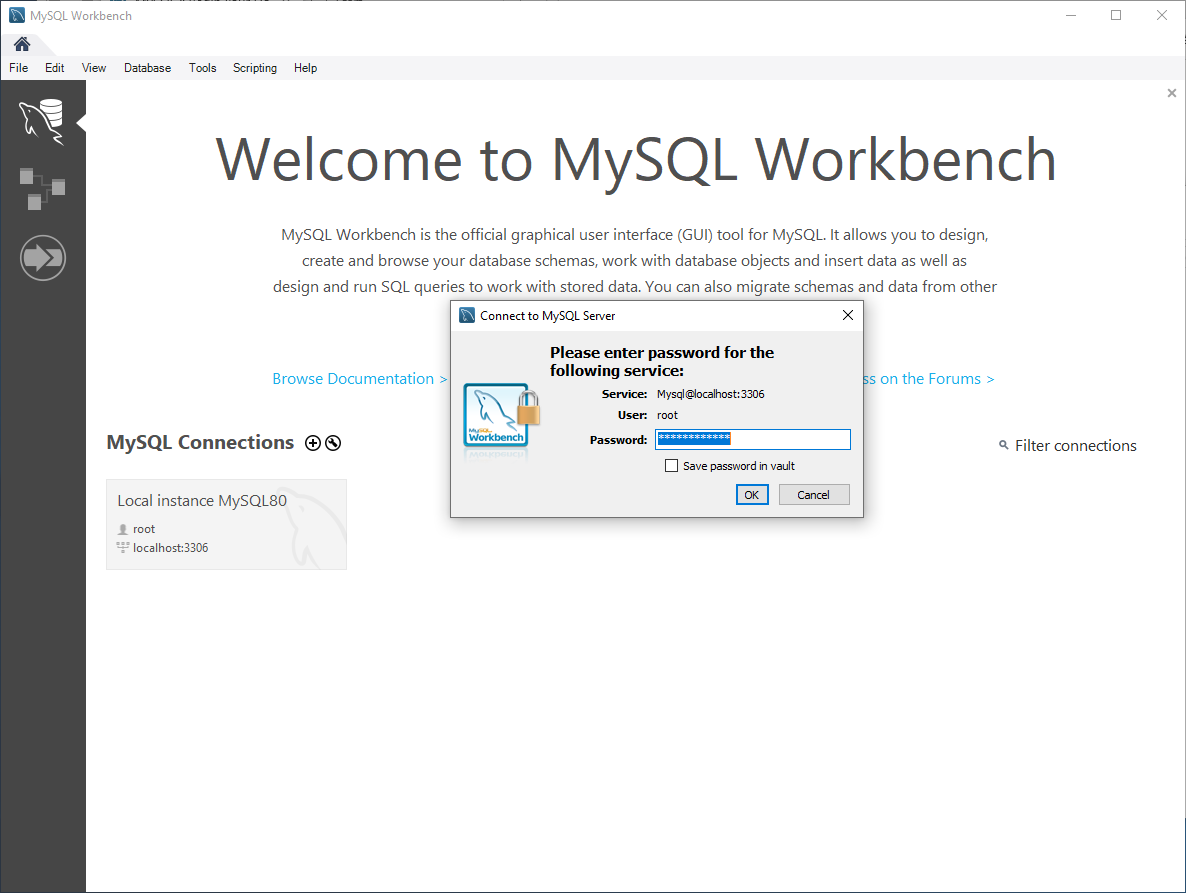 MySQL Workbench
File Edit View Database Tools Scripting Help
Welcome to MySQL Workbench
MySQL Workbench is the official graphical user interface (GUI) tool for MySQL. It allows you to design,
create and browse your database schemas, work with database objects and insert data as well as
design and run SQL queries to work with stored data. You can also migrate schemas and data from other
Connect to MySQL Server
Please enter password for the
following service:
Service: Mysql@localhost:3306
User: root
Password: ************
Save password in vault
OK Cancel
MySQL
Workbench
Browse Documentation >
on the Forums >
MySQL Connections
Filter connections
Local instance MySQL80
root
localhost:3306